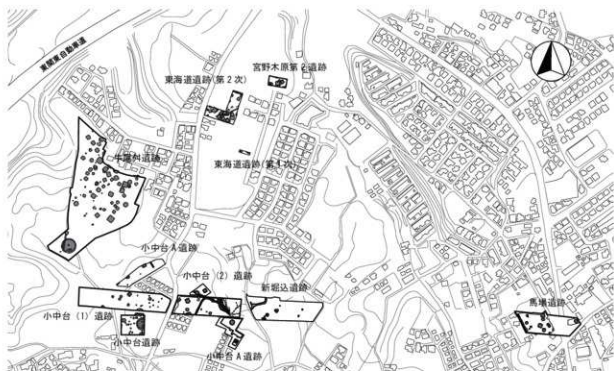 東関東自動車道
宮野木原第2遺跡
東海道遺跡(第2次)
東海道遺跡(第1次)
牛尾舛遺跡
小中台A遺跡
小中台(2)遺跡
新堀込遺跡
小中台(1)遺跡
小中台遺跡
小中台A遺跡
馬場遺跡